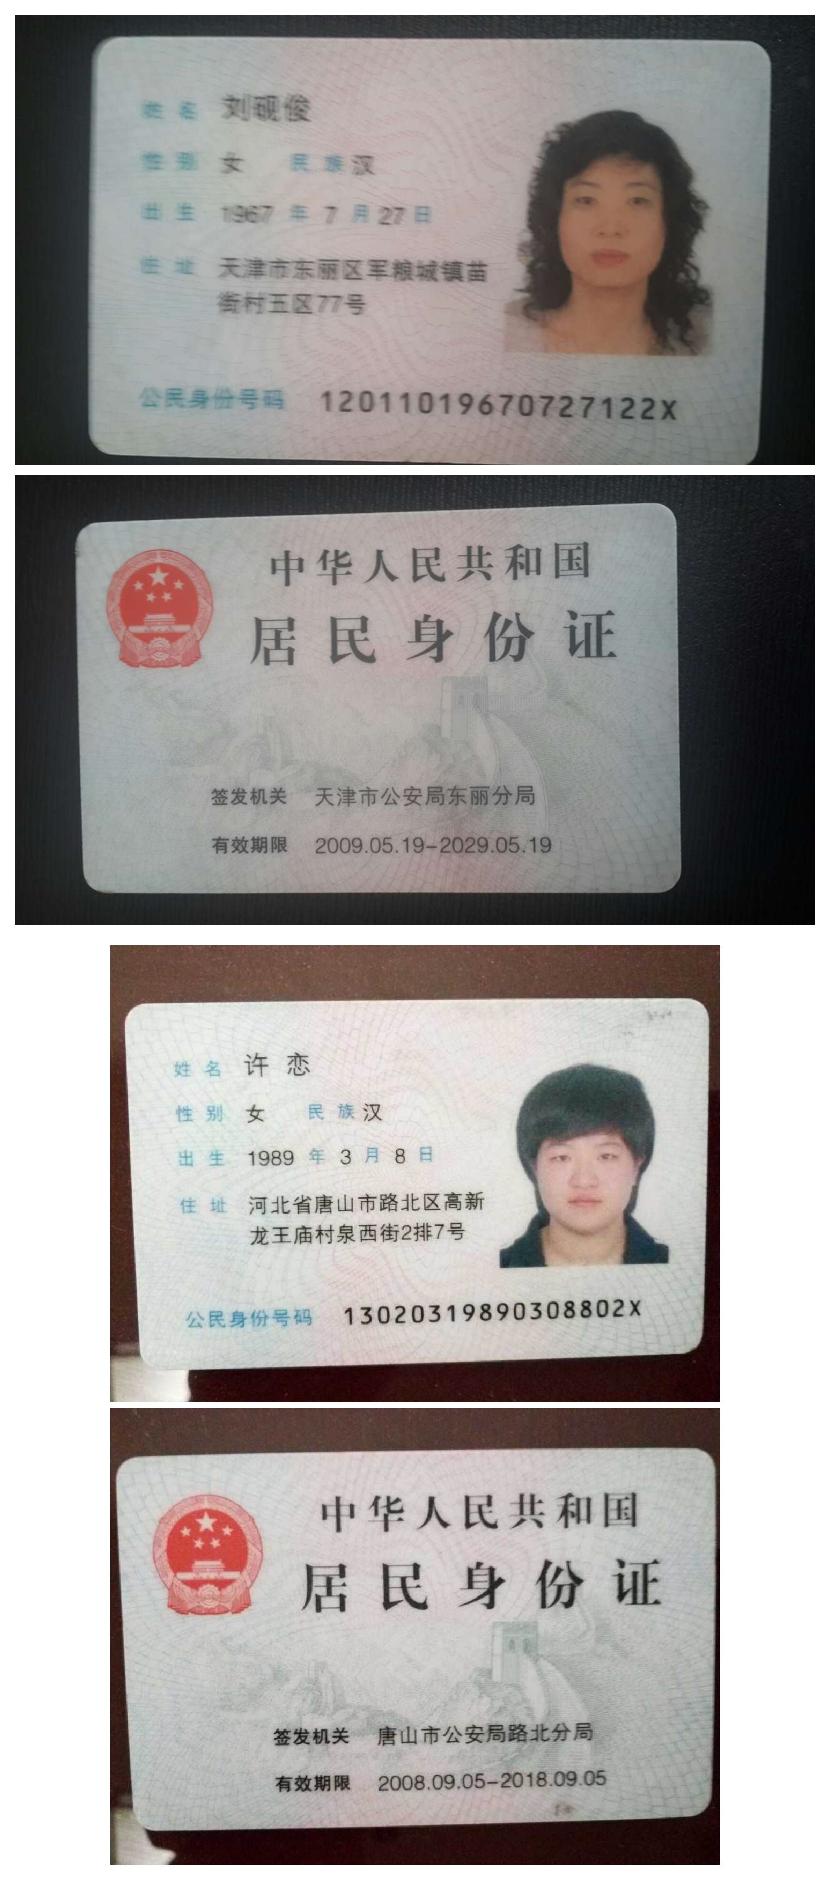 姓名 刘砚俊
性别 女 民族 汉
出生 1967 年 7 月 27 日
住址 天津市东丽区军粮城镇苗
街村五区77号
公民身份号码 12011019670727122X
中华人民共和国
居民身份证
签发机关 天津市公安局东丽分局
有效期限 2009.05.19-2029.05.19
姓名 许恋
性别 女 民族 汉
出生 1989 年 3 月 8 日
住址 河北省唐山市路北区高新
龙王庙村泉西街2排7号
公民身份号码 13020319890308802X
中华人民共和国
居民身份证
签发机关 唐山市公安局路北分局
有效期限 2008.09.05-2018.09.05